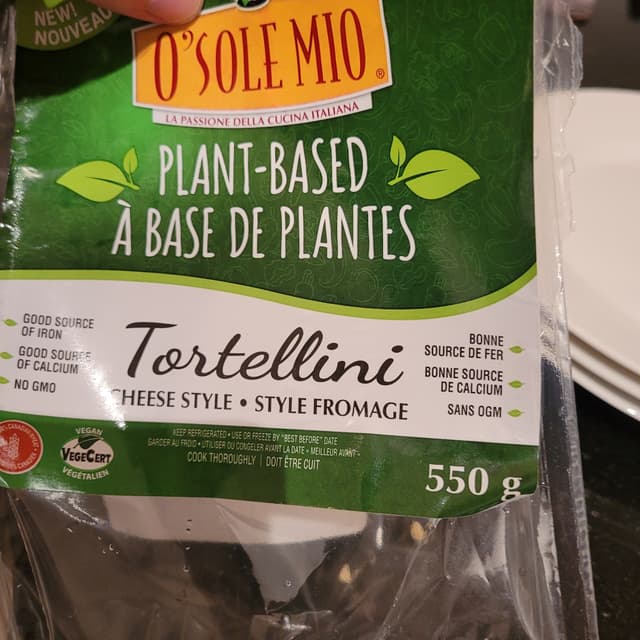 NEW!
NOUVEAU
O'SOLE MIO®
LA PASSIONE DELLA CUCINA ITALIANA
PLANT-BASED
À BASE DE PLANTES
GOOD SOURCE
OF IRON
GOOD SOURCE
OF CALCIUM
NO GMO
Tortellini
CHEESE STYLE • STYLE FROMAGE
BONNE
SOURCE DE FER
BONNE SOURCE
DE CALCIUM
SANS OGM
VEGAN
VEGECERT
VÉGÉTALIEN
KEEP REFRIGERATED • USE OR FREEZE BY "BEST BEFORE" DATE
GARDER AU FROID • UTILISER OU CONGELER AVANT LA DATE « MEILLEUR AVANT
COOK THOROUGHLY | DOIT ÊTRE CUIT
550 g